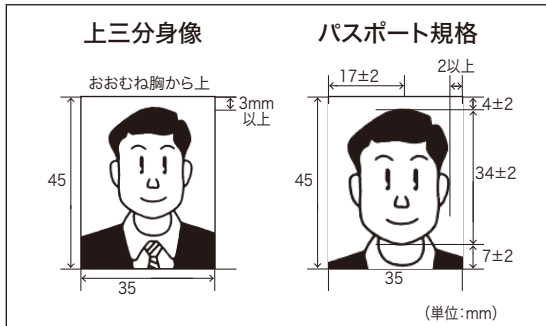 上三分身像
おおむね胸から上
3mm
以上
45
35
パスポート規格
2以上
17±2
4±2
45
34±2
7±2
35
（単位：mm）